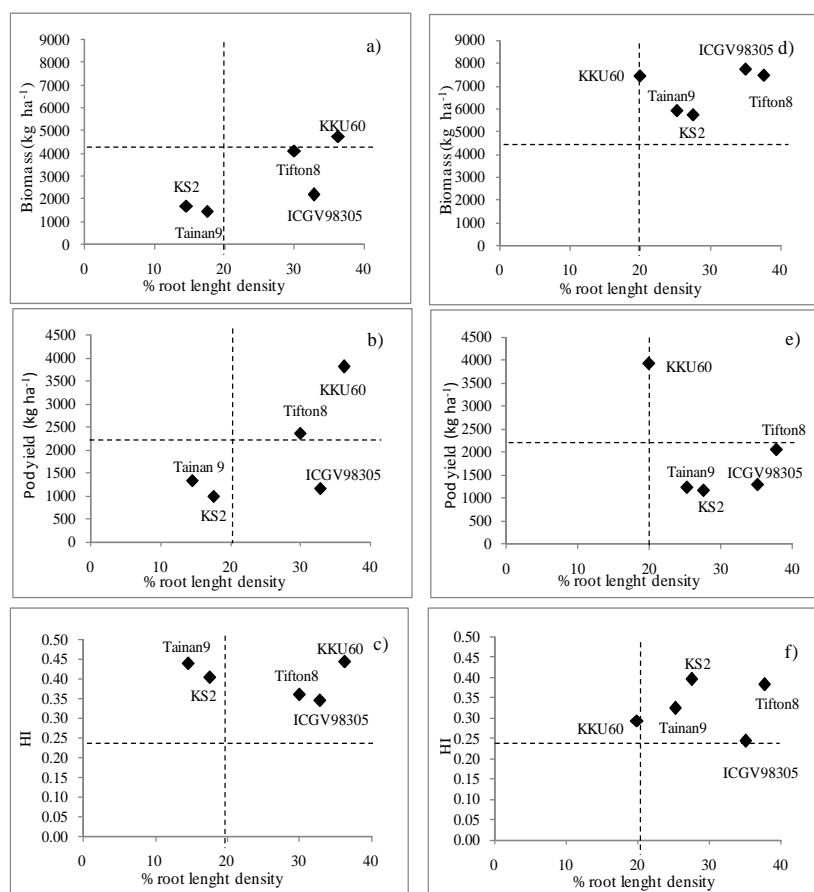 a)
9000
8000
7000
6000
5000
4000
3000
2000
1000
0
Biomass (kg ha-1)
KKU60
Tifton8
KS2
ICGV98305
Tainan9
0 10 20 30 40
% root lenght density
d)
9000
8000
7000
6000
5000
4000
3000
2000
1000
0
Biomass (kg ha-1)
ICGV98305
KKU60
Tainan9
Tifton8
KS2
0 10 20 30 40
% root lenght density
b)
4500
4000
3500
3000
2500
2000
1500
1000
500
0
Pod yield (kg ha-1)
KKU60
Tifton8
Tainan 9
ICGV98305
KS2
0 10 20 30 40
% root lenght density
e)
4500
4000
3500
3000
2500
2000
1500
1000
500
0
Pod yield (kg ha-1)
KKU60
Tifton8
Tainan9
ICGV98305
KS2
0 10 20 30 40
% root lenght density
c)
0.50
0.45
0.40
0.35
0.30
0.25
0.20
0.15
0.10
0.05
0.00
HI
Tainan9
KKU60
KS2
Tifton8
ICGV98305
0 10 20 30 40
% root lenght density
f)
0.50
0.45
0.40
0.35
0.30
0.25
0.20
0.15
0.10
0.05
0.00
HI
KS2
Tifton8
KKU60
Tainan9
ICGV98305
0 10 20 30 40
% root lenght density